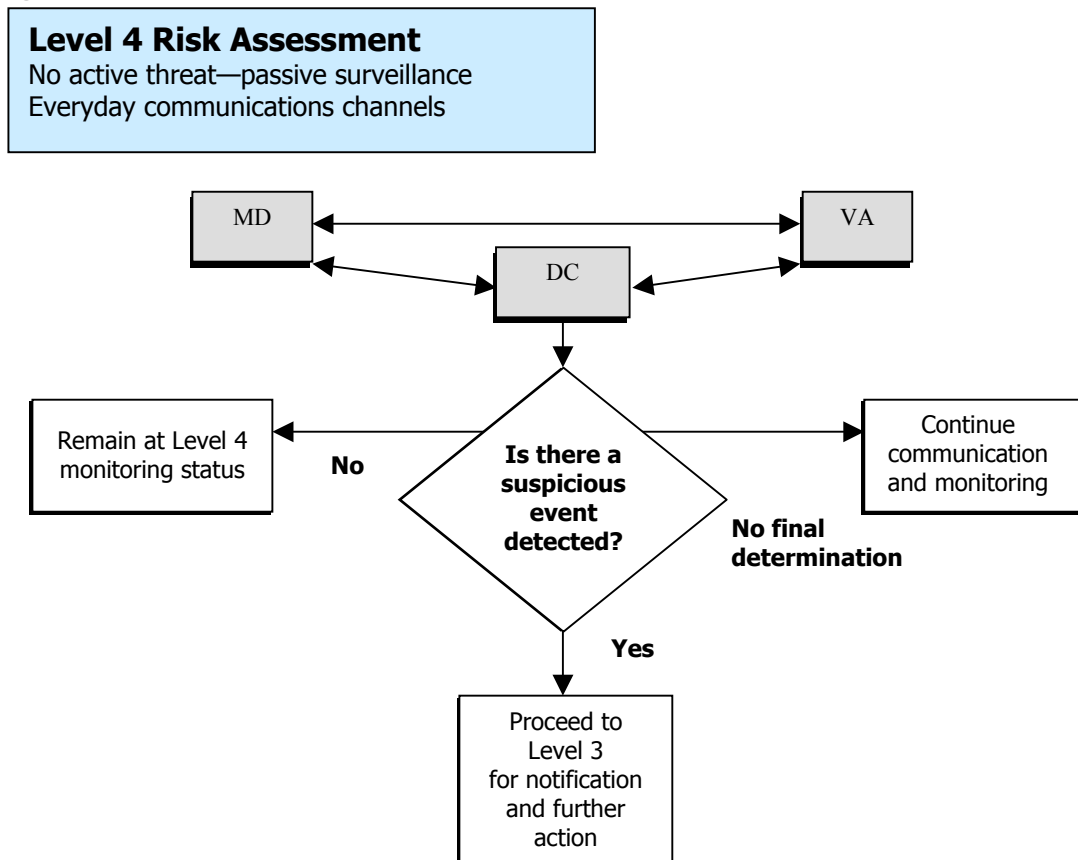 Level 4 Risk Assessment
No active threat—passive surveillance
Everyday communications channels
MD
VA
DC
Remain at Level 4
monitoring status
No
Is there a
suspicious
event
detected?
Continue
communication
and monitoring
No final
determination
Yes
Proceed to
Level 3
for notification
and further
action